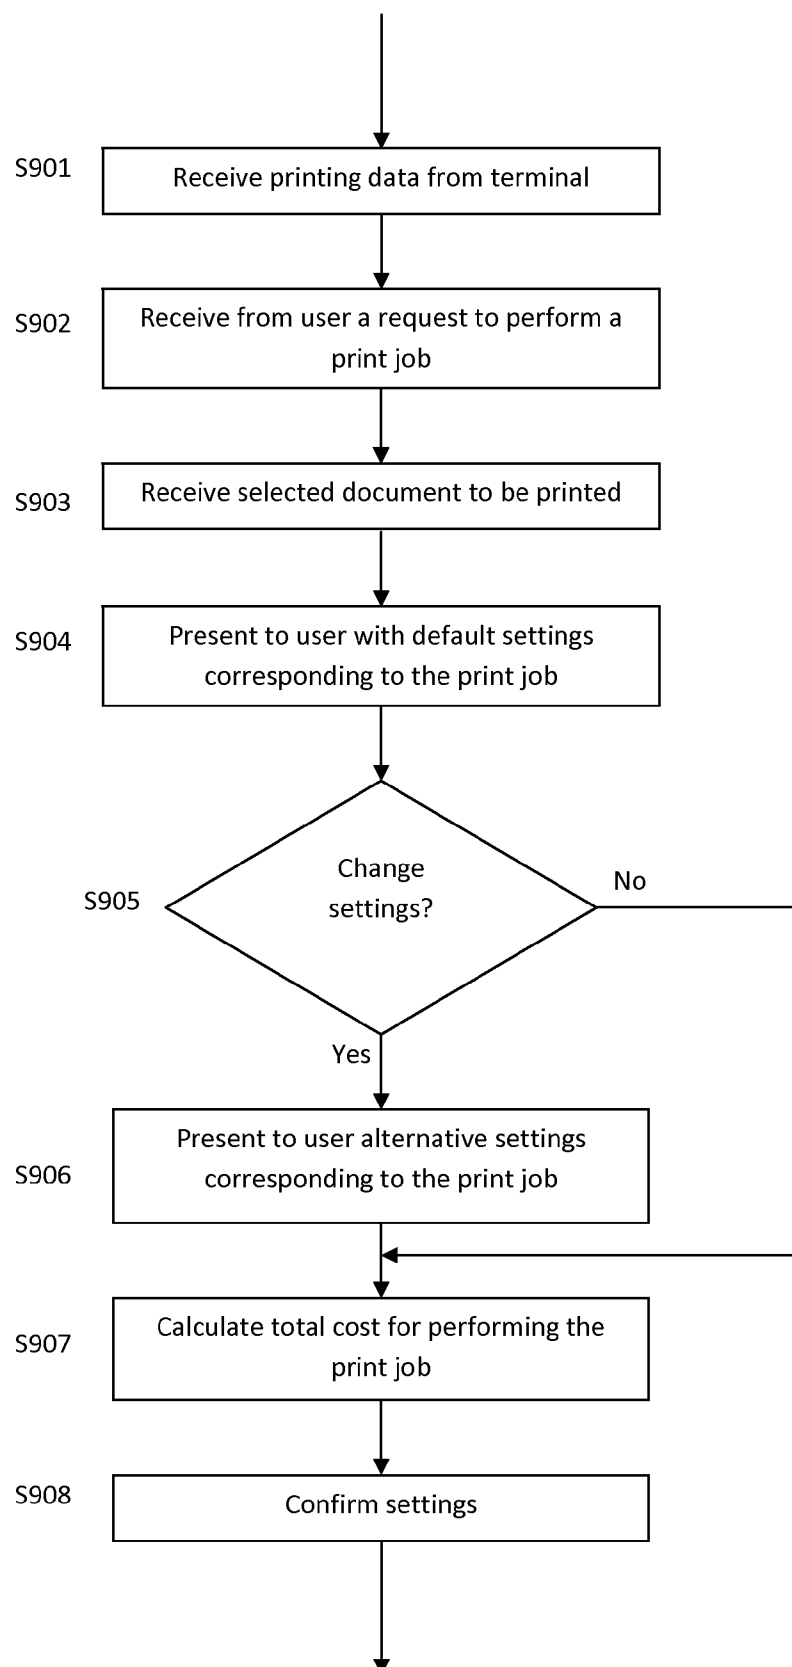 S901
Receive printing data from terminal
S902
Receive from user a request to perform a
print job
S903
Receive selected document to be printed
S904
Present to user with default settings
corresponding to the print job
S905
Change
settings?
No
Yes
S906
Present to user alternative settings
corresponding to the print job
S907
Calculate total cost for performing the
print job
S908
Confirm settings